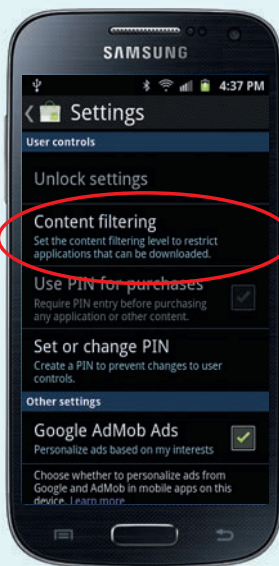 SAMSUNG
4:37 PM
Settings
User controls
Unlock settings
Content filtering
Set the content filtering level to restrict
applications that can be downloaded.
Use PIN for purchases
Require PIN entry before purchasing
any application or other content.
Set or change PIN
Create a PIN to prevent changes to user
controls.
Other settings
Google AdMob Ads
Personalize ads based on my interests
Choose whether to personalize ads from
Google and AdMob in mobile apps on this
device. Learn more